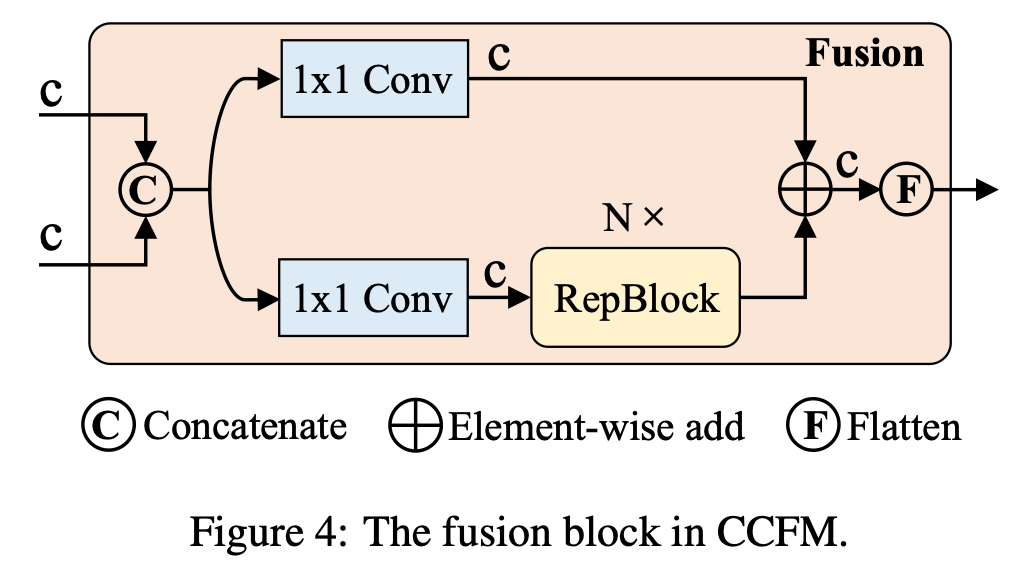 Fusion
C
1x1 Conv
C
C
C
C
F
N ×
1x1 Conv
C
RepBlock
C Concatenate
Element-wise add
F Flatten
Figure 4: The fusion block in CCFM.